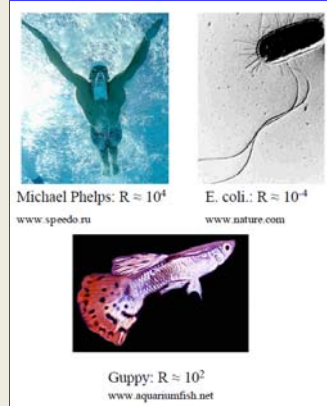 Michael Phelps: R ≈ 10⁴
www.speedo.ru
E. coli.: R ≈ 10⁻⁴
www.nature.com
Guppy: R ≈ 10²
www.aquariumfish.net